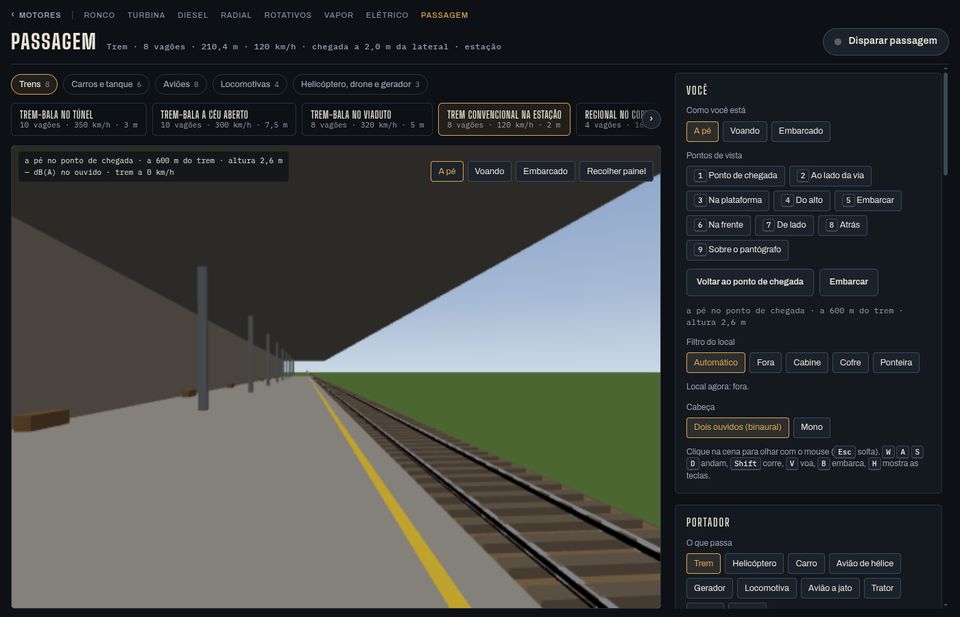 ‹ MOTORES RONCO TURBINA DIESEL RADIAL ROTATIVOS VAPOR ELÉTRICO PASSAGEM
PASSAGEM Trem · 8 vagões · 210,4 m · 120 km/h · chegada a 2,0 m da lateral · estação
Disparar passagem
Trens 8 Carros e tanque 6 Aviões 8 Locomotivas 4 Helicóptero, drone e gerador 3
TREM-BALA NO TÚNEL
10 vagões · 350 km/h · 3 m
TREM-BALA A CÉU ABERTO
10 vagões · 300 km/h · 7,5 m
TREM-BALA NO VIADUTO
8 vagões · 320 km/h · 5 m
TREM CONVENCIONAL NA ESTAÇÃO
8 vagões · 120 km/h · 2 m
REGIONAL NO
4 vagões ·
›
a pé no ponto de chegada · a 600 m do trem · altura 2,6 m
— dB(A) no ouvido · trem a 0 km/h
A pé Voando Embarcado Recolher painel
VOCÊ
Como você está
A pé Voando Embarcado
Pontos de vista
1 Ponto de chegada 2 Ao lado da via
3 Na plataforma 4 Do alto 5 Embarcar
6 Na frente 7 De lado 8 Atrás
9 Sobre o pantógrafo
Voltar ao ponto de chegada Embarcar
a pé no ponto de chegada · a 600 m do trem ·
altura 2,6 m
Filtro do local
Automático Fora Cabine Cofre Ponteira
Local agora: fora.
Cabeça
Dois ouvidos (binaural) Mono
Clique na cena para olhar com o mouse ( Esc solta). W A S
D andam, Shift corre, V voa, B embarca, H mostra as
teclas.
PORTADOR
O que passa
Trem Helicóptero Carro Avião de hélice
Gerador Locomotiva Avião a jato Trator